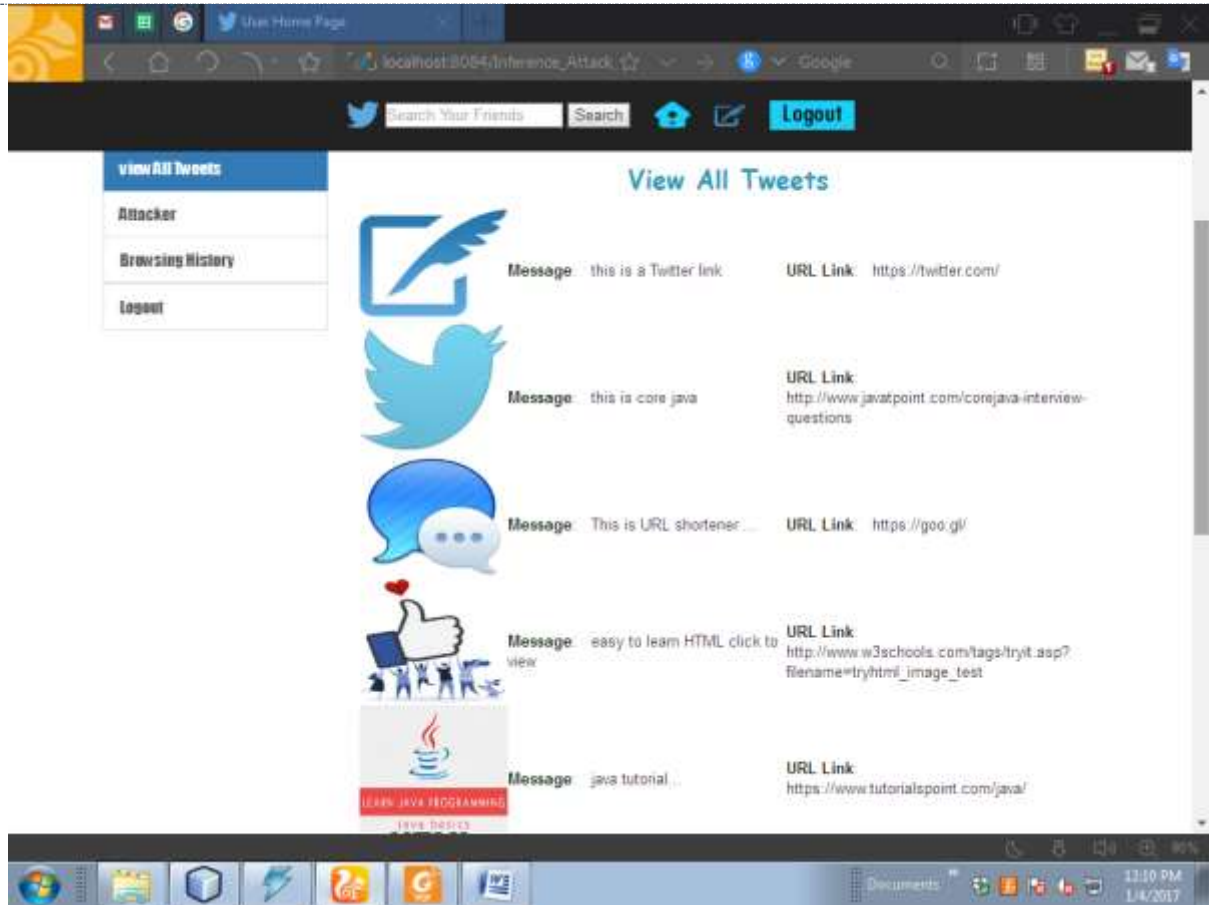 User Home Page
localhost:8084/Inference_Attack
Google
Search Your Friends
Search
Logout
view All Tweets
Attacker
Browsing History
Logout
View All Tweets
Message: this is a Twitter link
URL Link: https://twitter.com/
Message: this is core java
URL Link:
http://www.javatpoint.com/corejava-interview-
questions
Message: This is URL shortener ...
URL Link: https://goo.gl/
Message: easy to learn HTML click to
view
URL Link:
http://www.w3schools.com/tags/tryit.asp?
filename=tryhtml_image_test
LEARN JAVA PROGRAMMING
JAVA BASICS
Message: java tutorial...
URL Link:
https://www.tutorialspoint.com/java/
80%
Documents
13:10 PM
1/4/2017